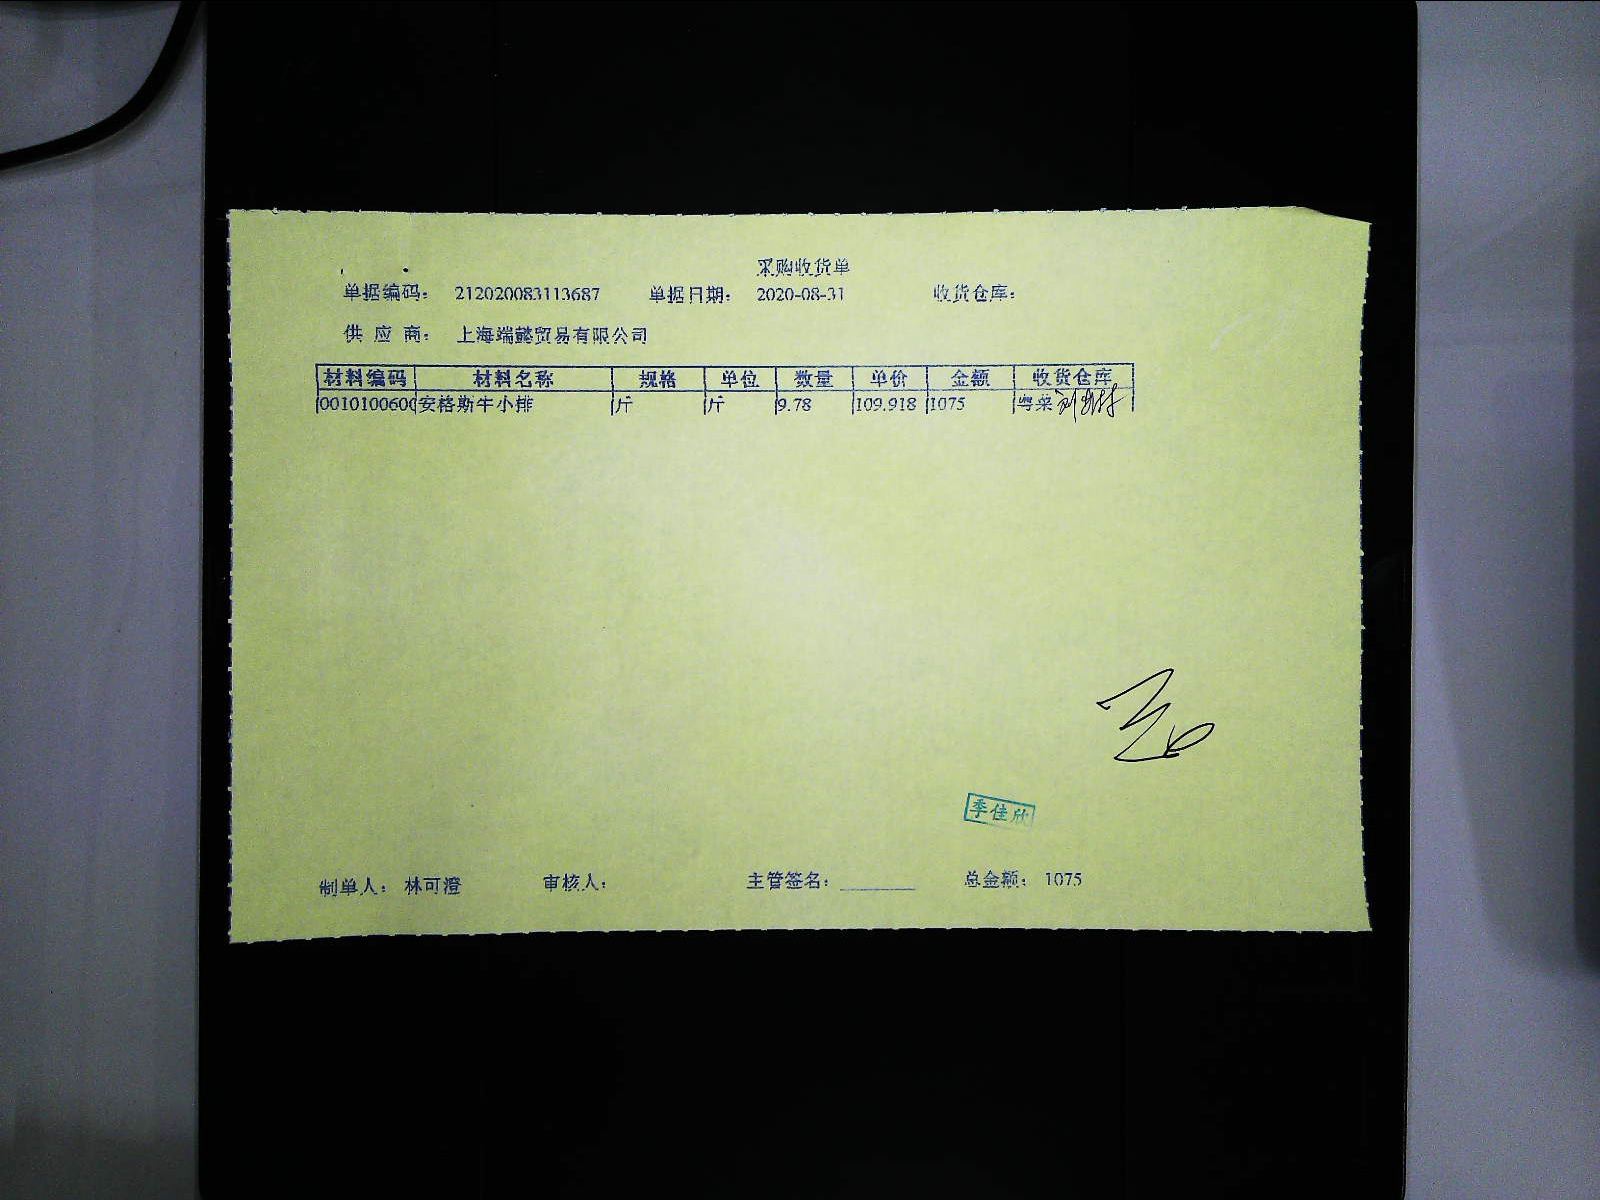 采购收货单
单据编码： 212020083113687 单据日期： 2020-08-31 收货仓库：
供 应 商： 上海端懿贸易有限公司
材料编码 材料名称 规格 单位 数量 单价 金额 收货仓库
0010100600 安格斯牛小排 斤 斤 9.78 109.918 1075 粤菜
季佳欣
制单人： 林可澄 审核人： 主管签名： 总金额： 1075